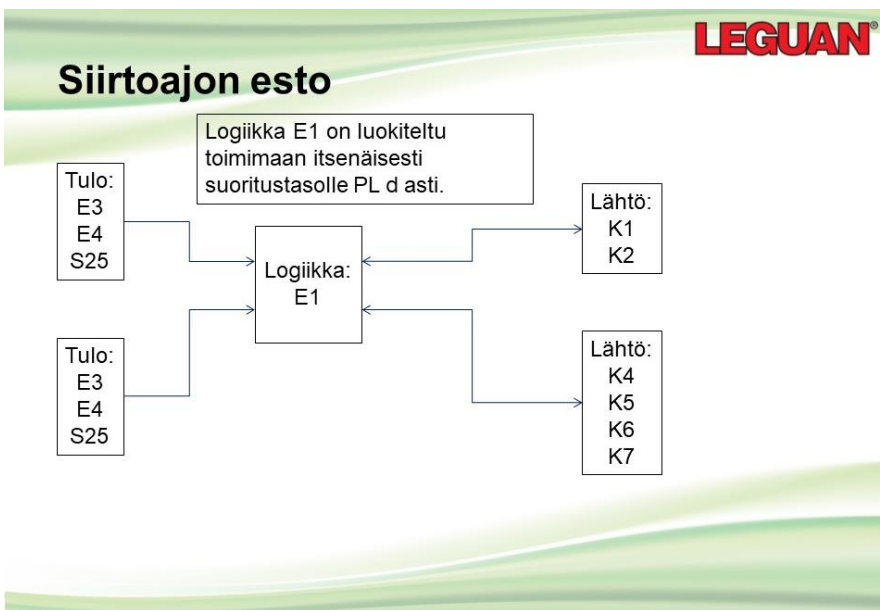 LEGUAN®
Siirtoajon esto
Logiikka E1 on luokiteltu
toimimaan itsenäisesti
suoritustasolle PL d asti.
Tulo:
E3
E4
S25
Logiikka:
E1
Lähtö:
K1
K2
Tulo:
E3
E4
S25
Lähtö:
K4
K5
K6
K7